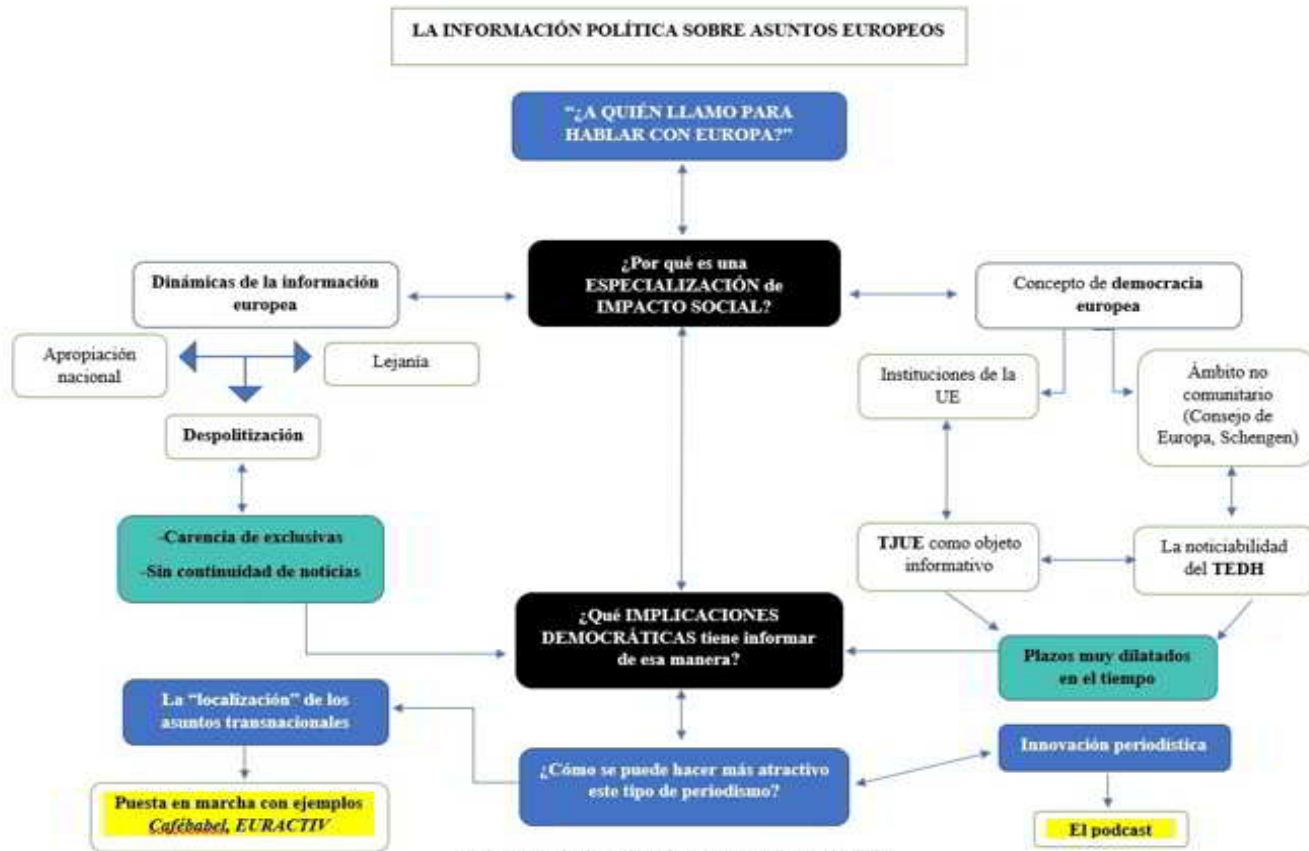 LA INFORMACIÓN POLÍTICA SOBRE ASUNTOS EUROPEOS
“¿A QUIÉN LLAMO PARA
HABLAR CON EUROPA?”
¿Por qué es una
ESPECIALIZACIÓN de
IMPACTO SOCIAL?
Dinámicas de la información
europea
Concepto de democracia
europea
Apropiación
nacional
Lejanía
Despolitización
Instituciones de la
UE
Ámbito no
comunitario
(Consejo de
Europa, Schengen)
-Carencia de exclusivas
-Sin continuidad de noticias
TJUE como objeto
informativo
La noticiabilidad
del TEDH
¿Qué IMPLICACIONES
DEMOCRÁTICAS tiene informar
de esa manera?
Plazos muy dilatados
en el tiempo
La “localización” de los
asuntos transnacionales
¿Cómo se puede hacer más atractivo
este tipo de periodismo?
Innovación periodística
Puesta en marcha con ejemplos
Cafébabel, EURACTIV
El podcast